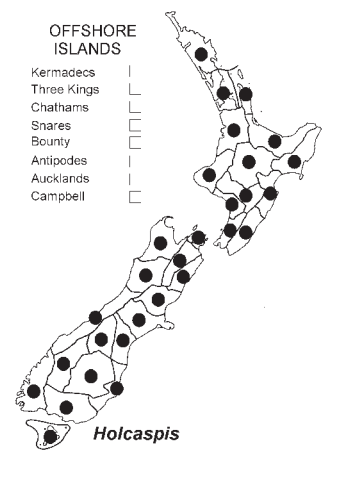 OFFSHORE
ISLANDS
Kermadecs
Three Kings
Chathams
Snares
Bounty
Antipodes
Aucklands
Campbell
Holcaspis